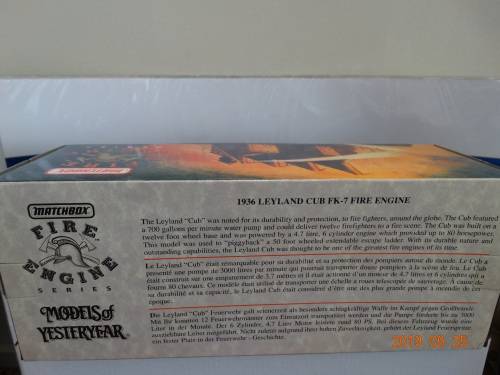 MATCHBOX
1936 LEYLAND CUB FK-7 FIRE ENGINE
MATCHBOX
FIRE
ENGINE
SERIES
MODELS of
YESTERYEAR
The Leyland "Cub" was noted for its durability and protection, to fire fighters, around the globe. The Cub featured
a 700 gallons per minute water pump and could deliver twelve firefighters to a fire scene. The Cub was built on a
twelve foot wheel base and was powered by a 4.7 litre, 6 cylinder engine which provided up to 80 horsepower.
This model was used to "piggyback" a 50 foot wheeled extendable escape ladder. With its durable nature and
outstanding capabilities, the Leyland Cub was thought to be one of the greatest fire engines of its time.
Le Leyland "Cub" était remarquable pour sa durabilité et sa protection des pompiers autour du monde. Le Cub a
présenté une pompe de 3000 litres par minute qui pourrait transporter douze pompiers à la scène de feu. Le Cub
était construit sur une empanement de 3.7 mètres et Il était actionné d'un moteur de 4.7 litres et 6 cylindres qui
fourni 80 chevaux. Ce modèle était utilisé de transporter une échelle à roues télescopic de sauvetage. A cause de
sa durabilité et sa capacité, le Leyland Cub était considéré d'être une des plus grande pompe à incendie de ces
époque.
Die Leyland "Cub" Feuerwehr galt seinerzeit als besonders schlagkräftige Waffe im Kampf gegen Großbrände.
Mit Ihr konnten 12 Feuerwehrmänner zum Einsatzort transportiert werden und die Pumpe förderte bis zu 3000
Liter in der Minute. Der 6 Zylinder, 4.7 Liter Motor leistete rund 80 PS. Bei diesem Fahrzeug wurde eine
ausziehbare Leiter mitgeführt. Nicht zuletzt aufgrund ihrer hohen Zuverläßigkeit, gehört der Leyland Feuerspritze
ein fester Platz in der Feuerwehr - Geschichte.